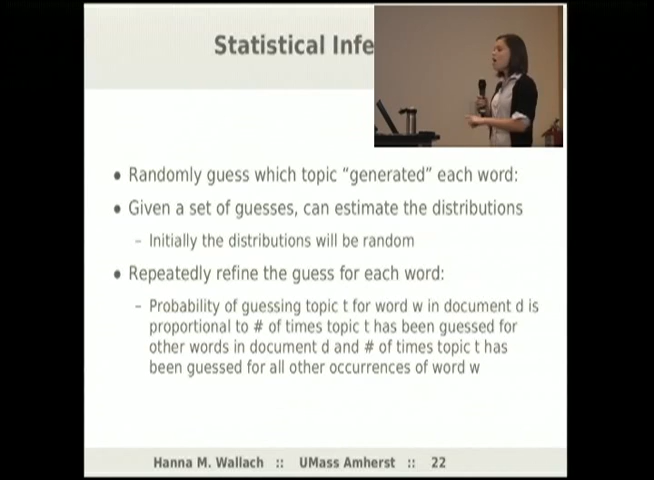 Statistical Infe
• Randomly guess which topic “generated” each word:
• Given a set of guesses, can estimate the distributions
– Initially the distributions will be random
• Repeatedly refine the guess for each word:
– Probability of guessing topic t for word w in document d is
proportional to # of times topic t has been guessed for
other words in document d and # of times topic t has
been guessed for all other occurrences of word w
Hanna M. Wallach :: UMass Amherst :: 22